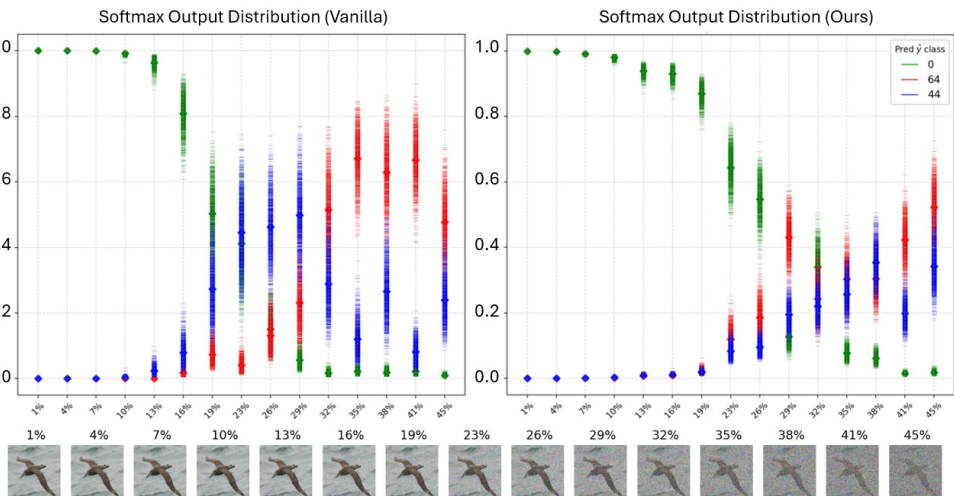 Softmax Output Distribution (Vanilla)
.0
.8
.6
.4
.2
.0
1% 4% 7% 10% 13% 16% 19% 23% 26% 29% 32% 35% 38% 41% 45%
Softmax Output Distribution (Ours)
1.0
0.8
0.6
0.4
0.2
0.0
Pred ŷ class
0
64
44
1% 4% 7% 10% 13% 16% 19% 23% 26% 29% 32% 35% 38% 41% 45%
1% 4% 7% 10% 13% 16% 19% 23% 26% 29% 32% 35% 38% 41% 45%